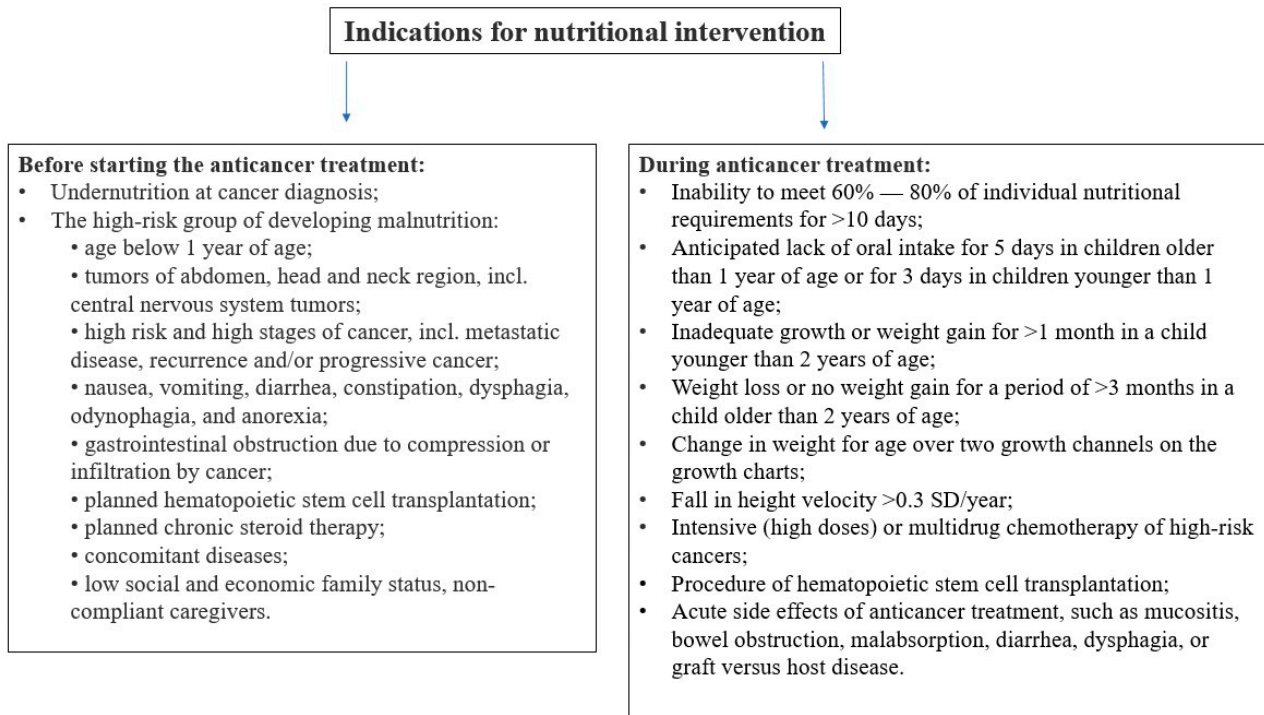 Indications for nutritional intervention
Before starting the anticancer treatment:
• Undernutrition at cancer diagnosis;
• The high-risk group of developing malnutrition:
• age below 1 year of age;
• tumors of abdomen, head and neck region, incl.
central nervous system tumors;
• high risk and high stages of cancer, incl. metastatic
disease, recurrence and/or progressive cancer;
• nausea, vomiting, diarrhea, constipation, dysphagia,
odynophagia, and anorexia;
• gastrointestinal obstruction due to compression or
infiltration by cancer;
• planned hematopoietic stem cell transplantation;
• planned chronic steroid therapy;
• concomitant diseases;
• low social and economic family status, non-
compliant caregivers.
During anticancer treatment:
• Inability to meet 60% — 80% of individual nutritional
requirements for >10 days;
• Anticipated lack of oral intake for 5 days in children older
than 1 year of age or for 3 days in children younger than 1
year of age;
• Inadequate growth or weight gain for >1 month in a child
younger than 2 years of age;
• Weight loss or no weight gain for a period of >3 months in a
child older than 2 years of age;
• Change in weight for age over two growth channels on the
growth charts;
• Fall in height velocity >0.3 SD/year;
• Intensive (high doses) or multidrug chemotherapy of high-risk
cancers;
• Procedure of hematopoietic stem cell transplantation;
• Acute side effects of anticancer treatment, such as mucositis,
bowel obstruction, malabsorption, diarrhea, dysphagia, or
graft versus host disease.